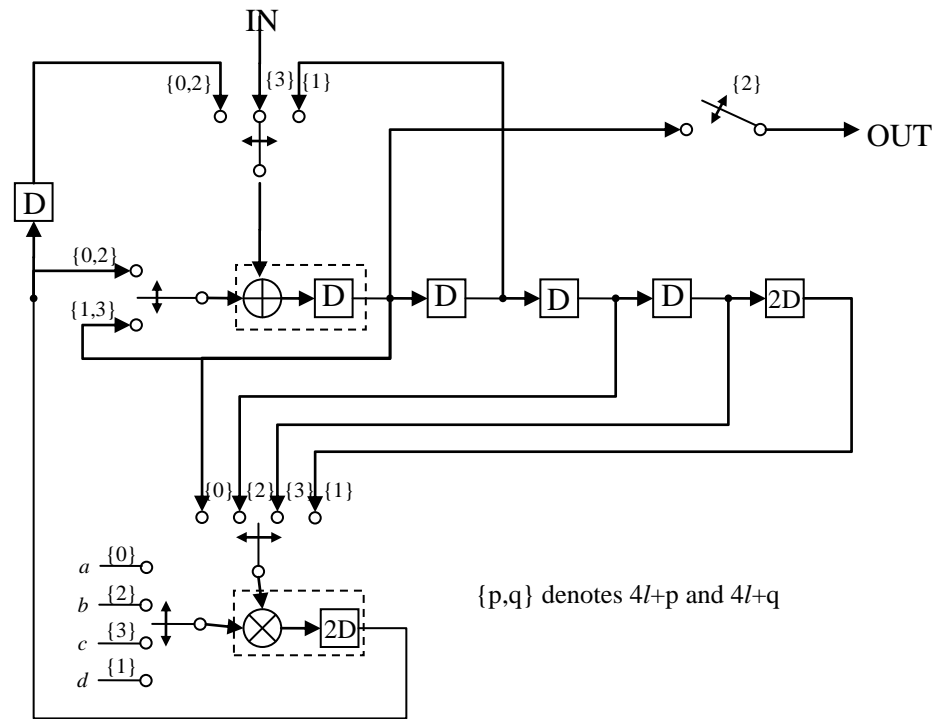 IN
{0,2}
{3}
{1}
{2}
OUT
D
{0,2}
{1,3}
D
D
D
D
2D
{0}
{2}
{3}
{1}
a
{0}
b
{2}
c
{3}
d
{1}
2D
{p,q} denotes 4l+p and 4l+q